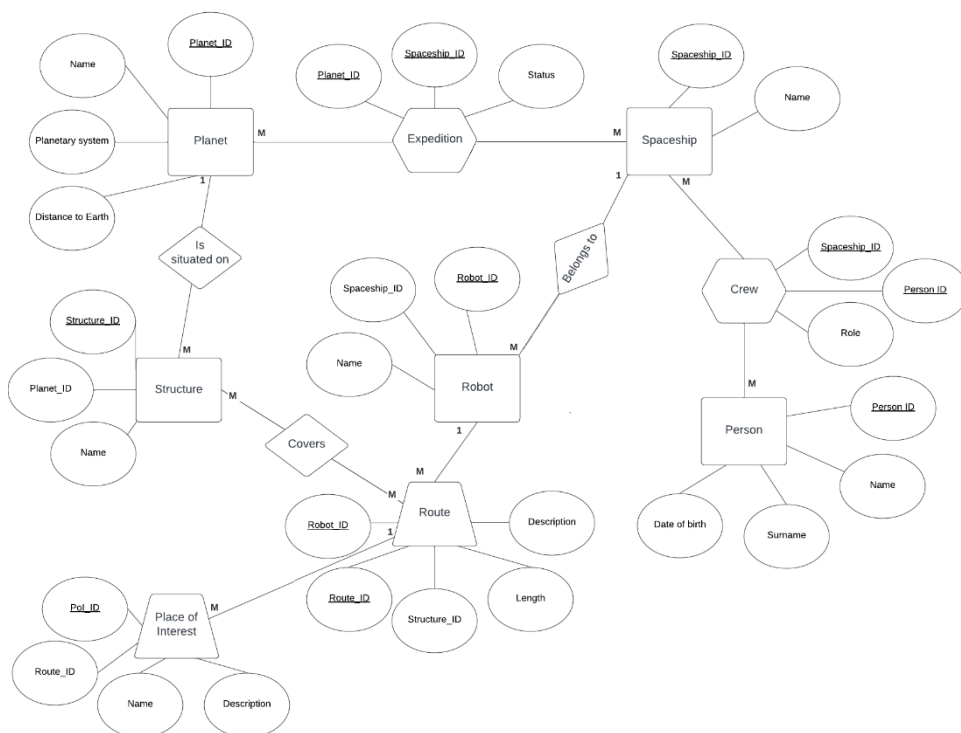 Planet_ID
Name
Planetary system
Distance to Earth
Planet
M
1
Planet_ID
Spaceship_ID
Status
Expedition
M
Spaceship_ID
Name
Spaceship
1
M
Is
situated on
Belongs to
Spaceship_ID
Person ID
Role
Crew
M
Structure_ID
Planet_ID
Name
Structure
M
M
Spaceship_ID
Robot_ID
Name
Robot
M
1
Person ID
Name
Surname
Date of birth
Person
Covers
M
M
Route
1
Robot_ID
Route_ID
Structure_ID
Length
Description
M
Place of
Interest
PoI_ID
Route_ID
Name
Description